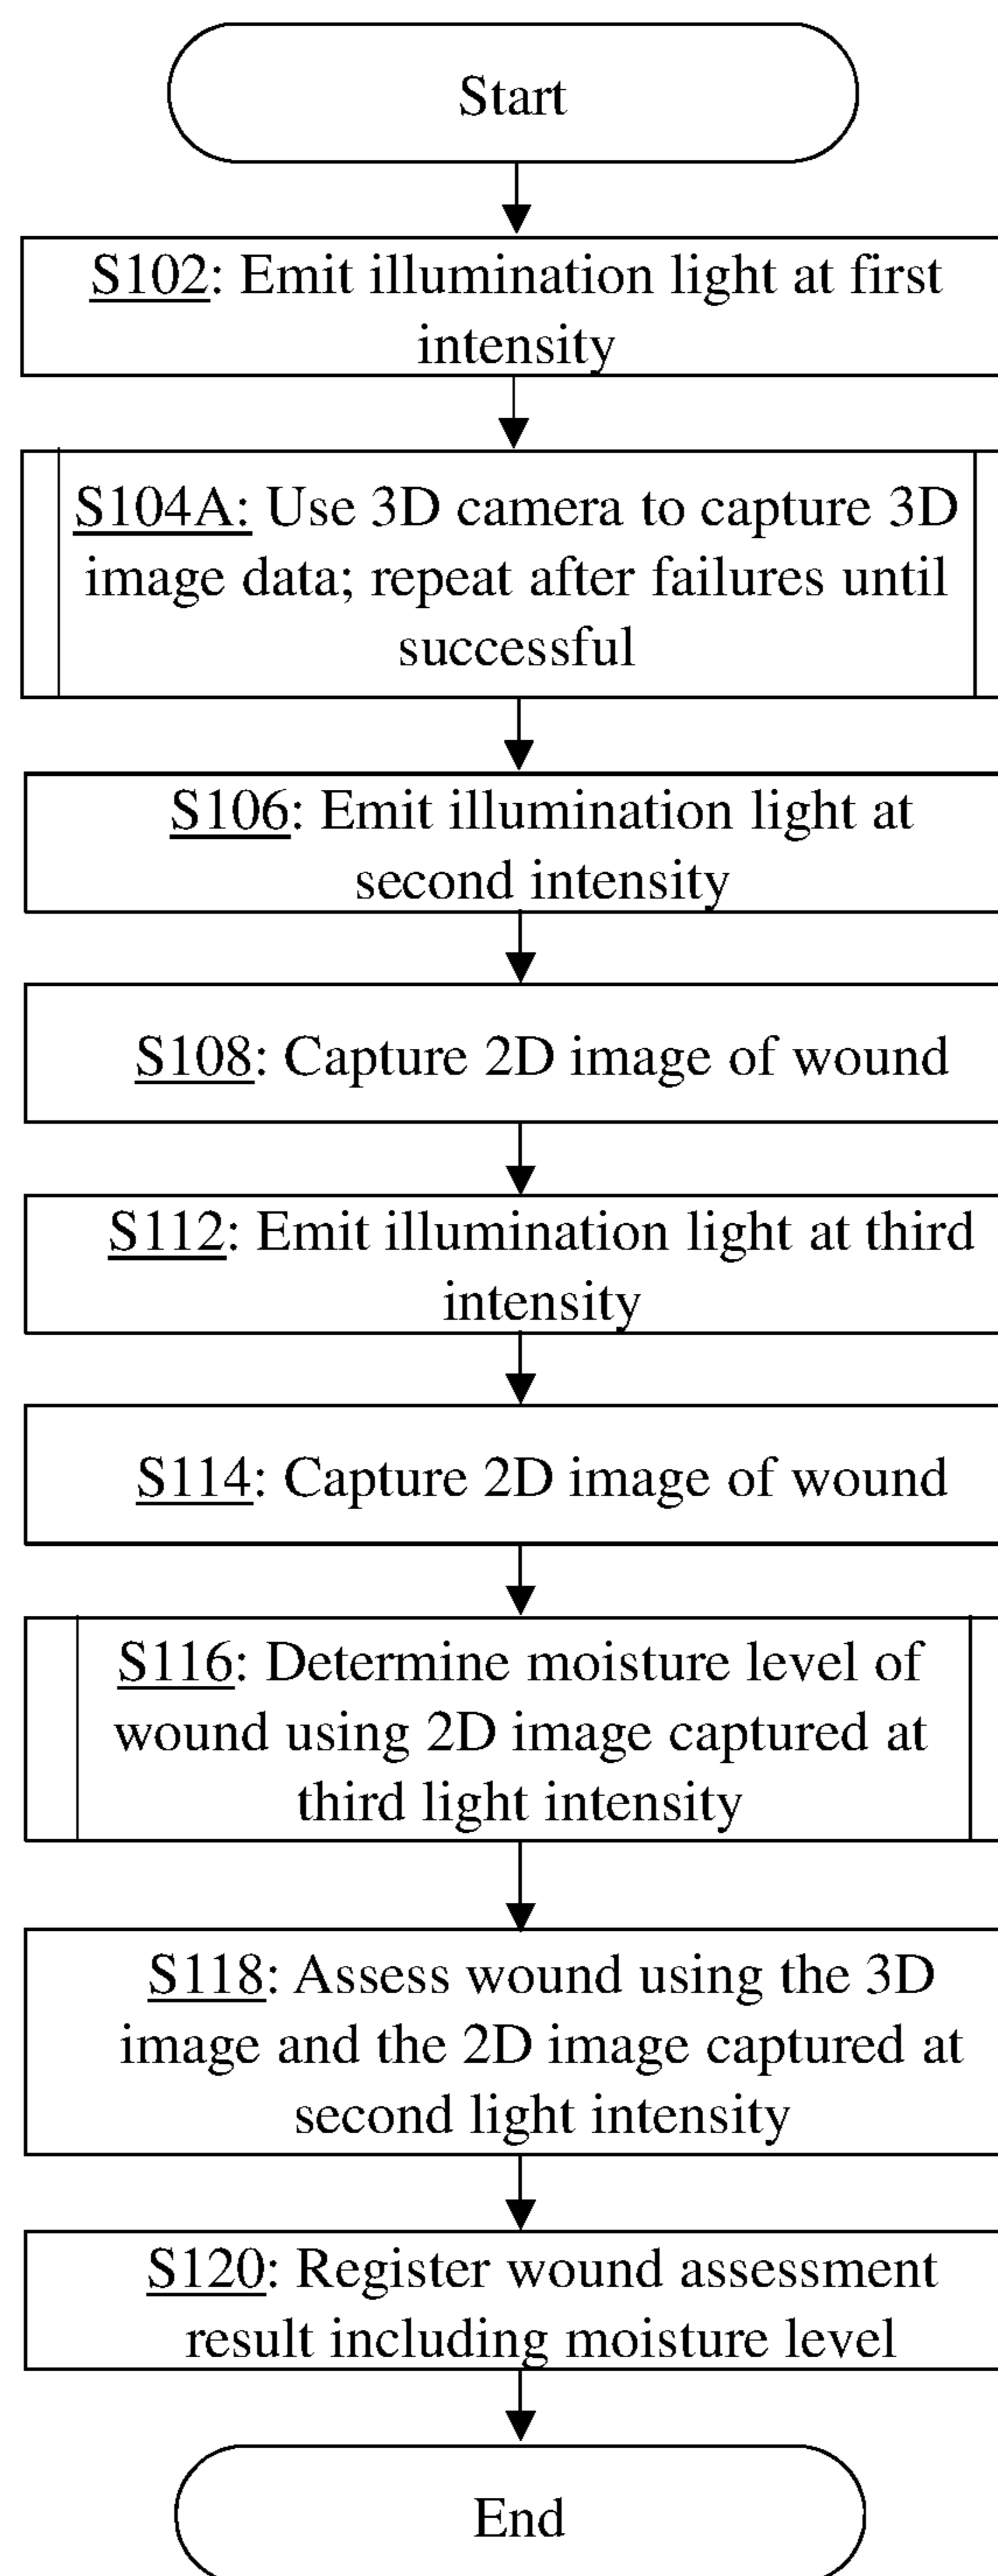 Start
S102: Emit illumination light at first
intensity
S104A: Use 3D camera to capture 3D
image data; repeat after failures until
successful
S106: Emit illumination light at
second intensity
S108: Capture 2D image of wound
S112: Emit illumination light at third
intensity
S114: Capture 2D image of wound
S116: Determine moisture level of
wound using 2D image captured at
third light intensity
S118: Assess wound using the 3D
image and the 2D image captured at
second light intensity
S120: Register wound assessment
result including moisture level
End